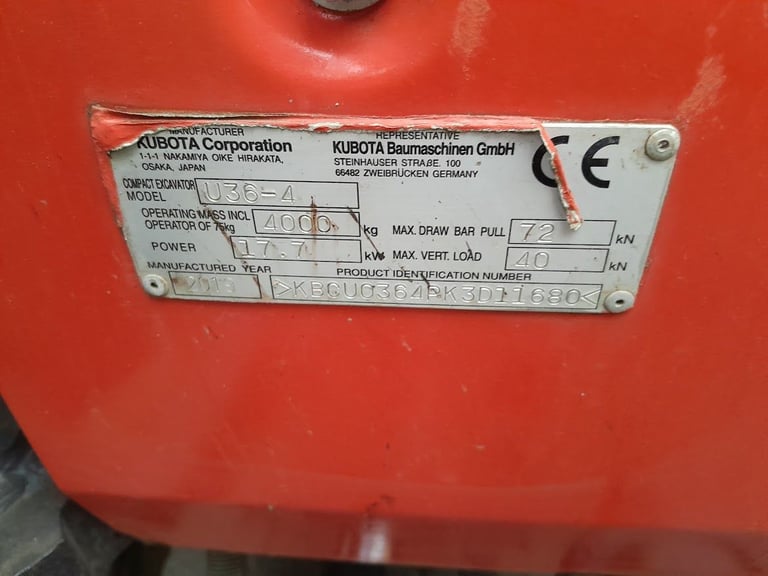 MANUFACTURER
KUBOTA Corporation
1-1-1 NAKAMIYA OIKE HIRAKATA,
OSAKA, JAPAN
REPRESENTATIVE
KUBOTA Baumaschinen GmbH
STEINHAUSER STRAßE. 100
66482 ZWEIBRÜCKEN GERMANY
CE
COMPACT EXCAVATOR
MODEL U36-4
OPERATING MASS INCL
OPERATOR OF 75kg 4000 kg
MAX. DRAW BAR PULL 72 kN
POWER 17.7 kW
MAX. VERT. LOAD 40 kN
MANUFACTURED YEAR
2019
PRODUCT IDENTIFICATION NUMBER